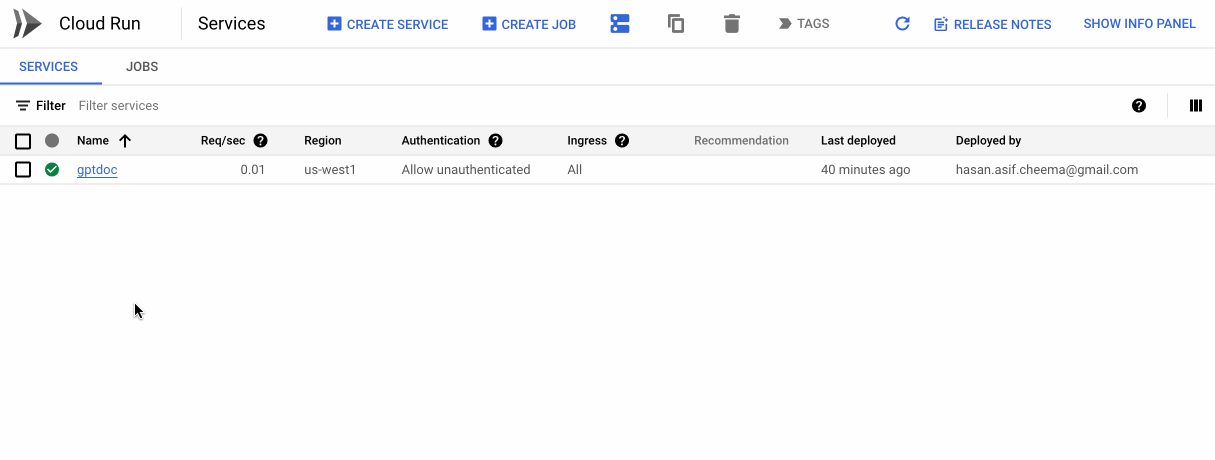 Cloud Run Services CREATE SERVICE CREATE JOB TAGS RELEASE NOTES SHOW INFO PANEL
SERVICES JOBS
Filter Filter services ?
Name Req/sec ? Region Authentication ? Ingress ? Recommendation Last deployed Deployed by
gptdoc 0.01 us-west1 Allow unauthenticated All 40 minutes ago hasan.asif.cheema@gmail.com